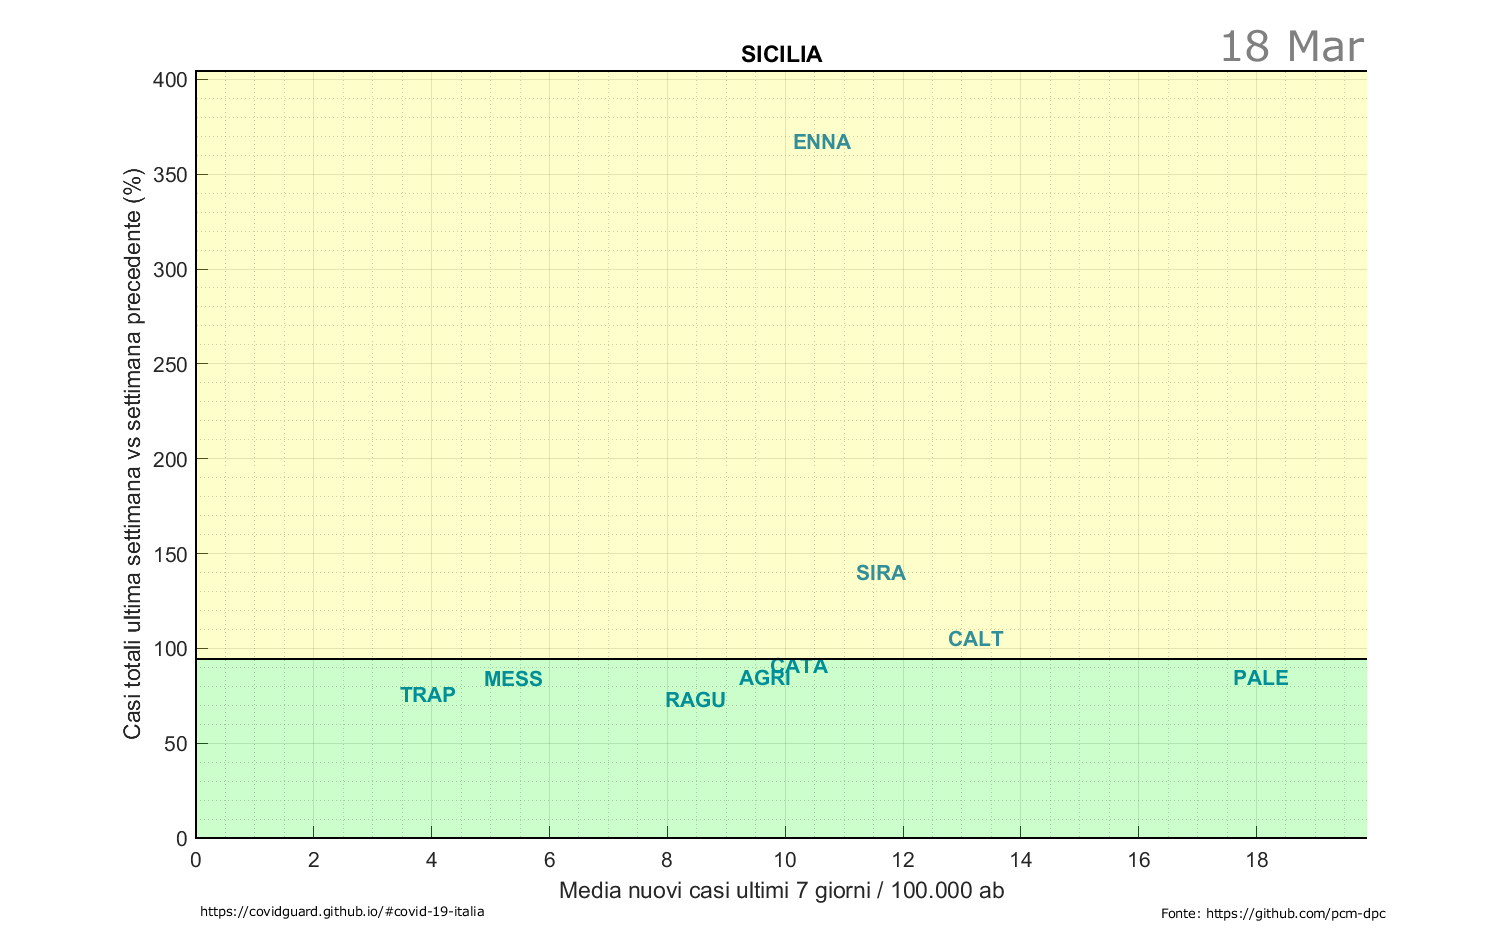 18 Mar
SICILIA
Casi totali ultima settimana vs settimana precedente (%)
400
350
300
250
200
150
100
50
0
ENNA
SIRA
CALT
CATA
AGRI
PALE
MESS
TRAP
RAGU
0 2 4 6 8 10 12 14 16 18
Media nuovi casi ultimi 7 giorni / 100.000 ab
https://covidguard.github.io/#covid-19-italia
Fonte: https://github.com/pcm-dpc